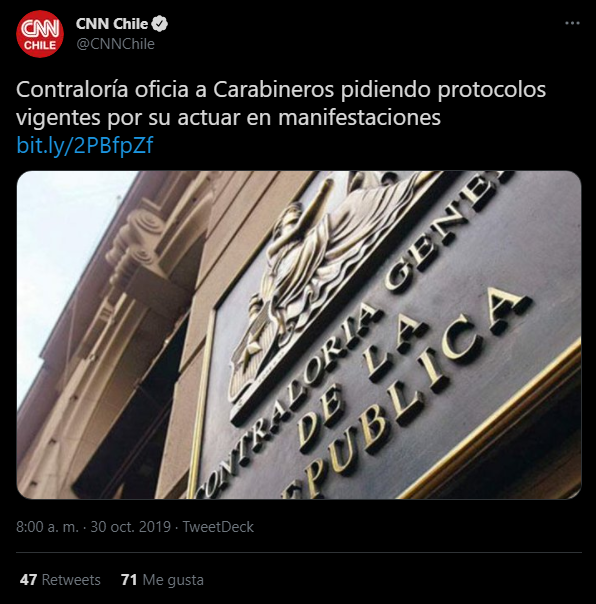 CNN Chile
@CNNChile
CNN
CHILE
Contraloría oficia a Carabineros pidiendo protocolos
vigentes por su actuar en manifestaciones
bit.ly/2PBfpZf
CONTRALORIA GENE
DE LA
EPUBLICA
8:00 a. m. · 30 oct. 2019 · TweetDeck
47 Retweets 71 Me gusta